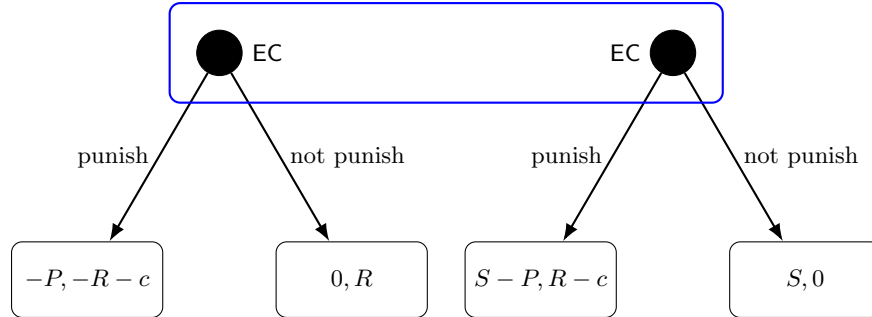 EC
EC
punish
not punish
punish
not punish
−P, −R − c
0, R
S − P, R − c
S, 0